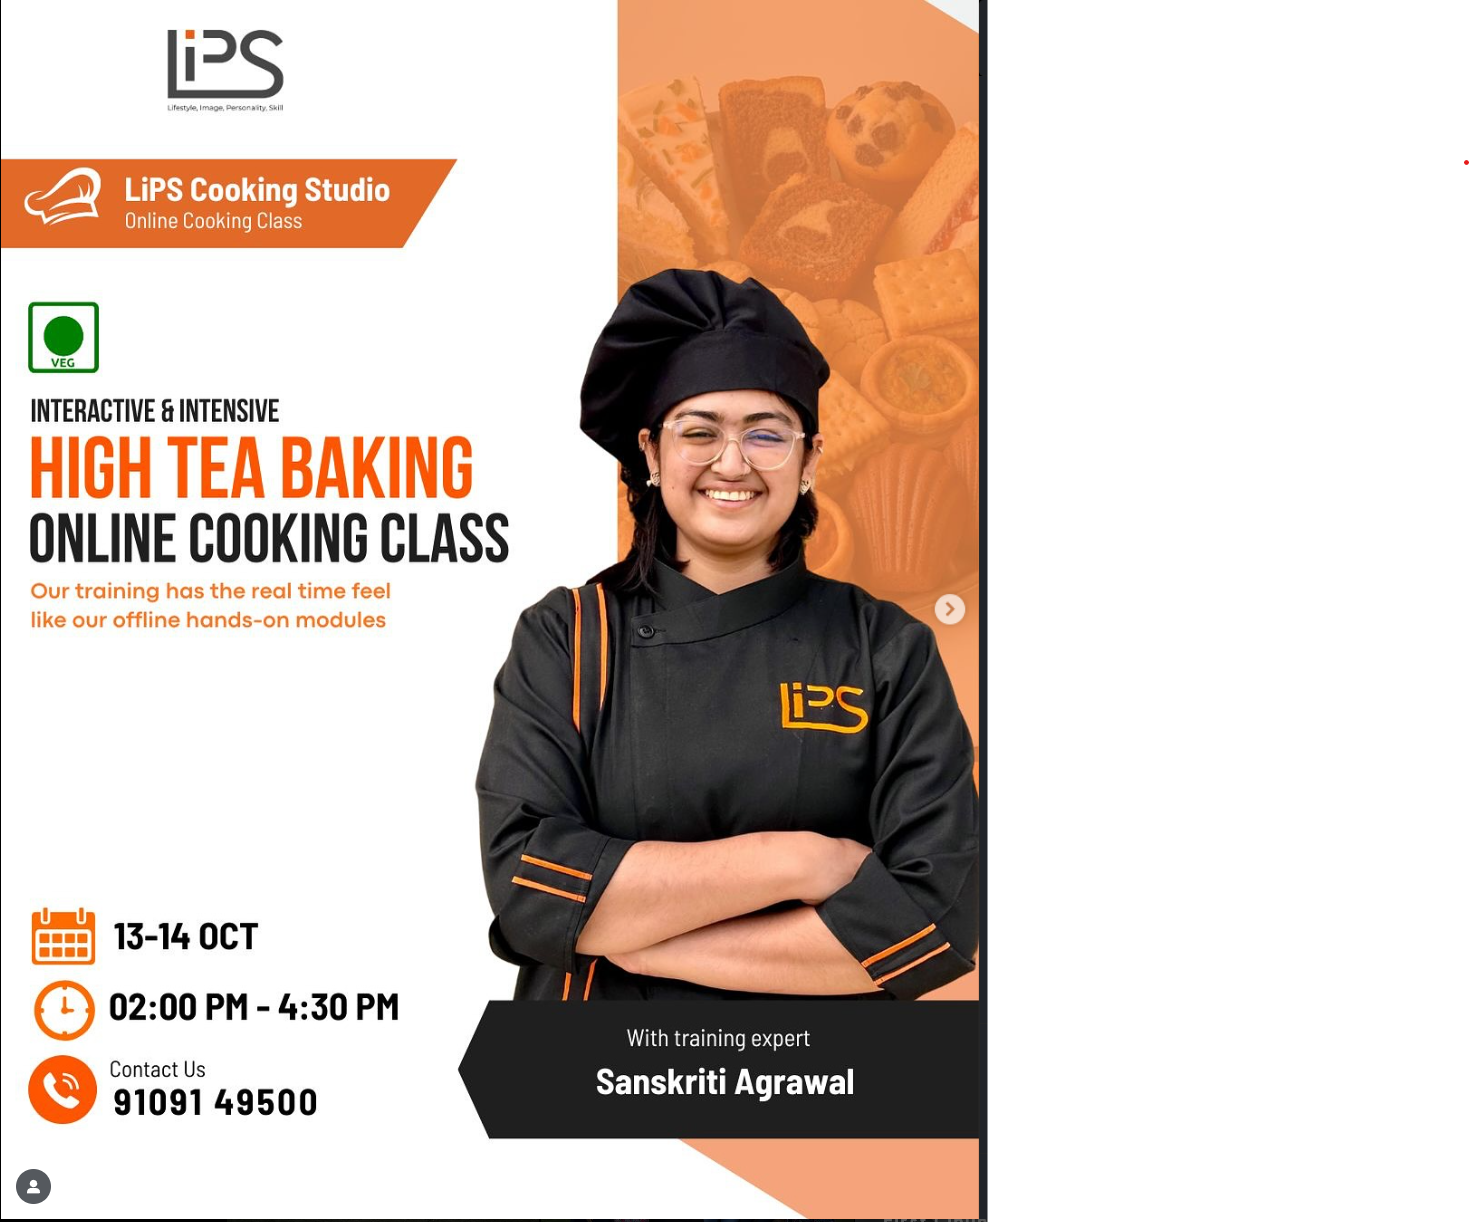 LiPS
Lifestyle, Image, Personality, Skill
LiPS Cooking Studio
Online Cooking Class
VEG
INTERACTIVE & INTENSIVE
HIGH TEA BAKING
ONLINE COOKING CLASS
Our training has the real time feel
like our offline hands-on modules
LiPS
13-14 OCT
02:00 PM - 4:30 PM
Contact Us
91091 49500
With training expert
Sanskriti Agrawal